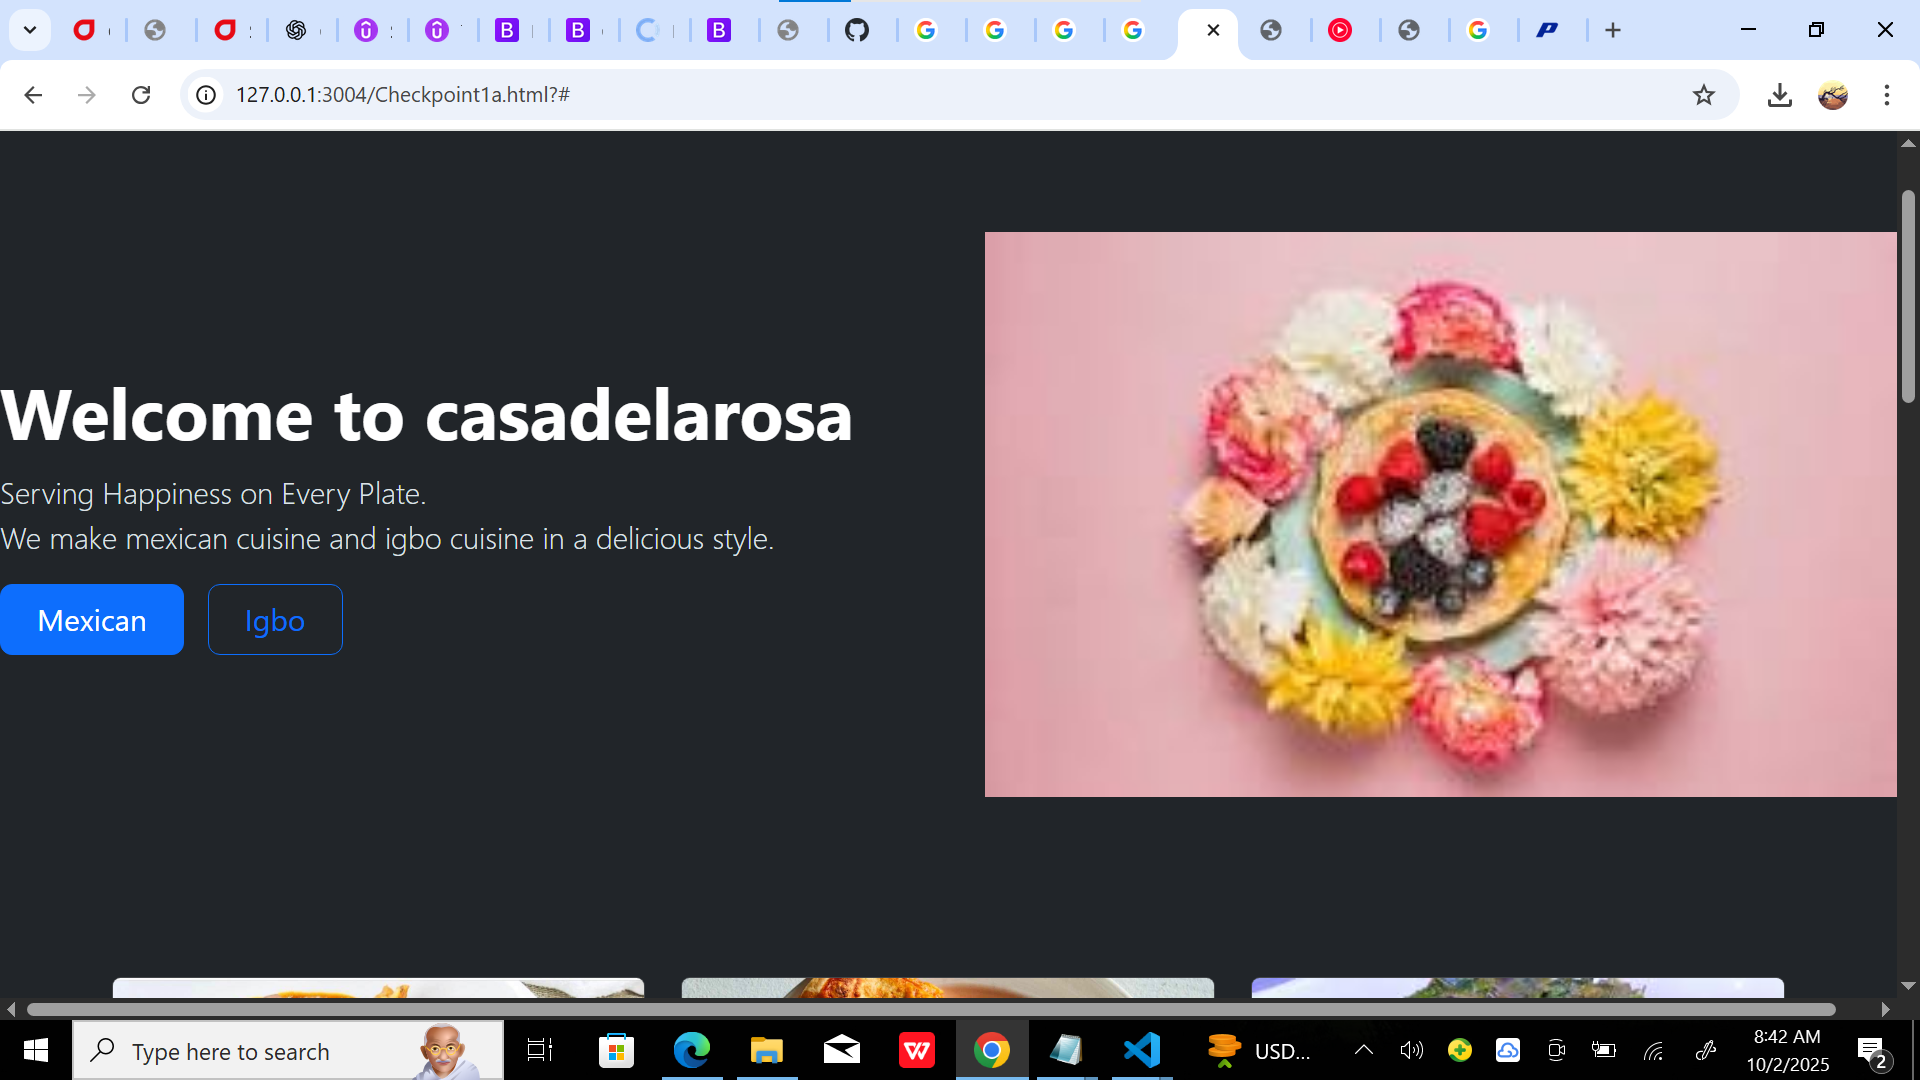 127.0.0.1:3004/Checkpoint1a.html?#
Welcome to casadelarosa
Serving Happiness on Every Plate.
We make mexican cuisine and igbo cuisine in a delicious style.
Mexican
Igbo
Type here to search
USD...
8:42 AM
10/2/2025
2